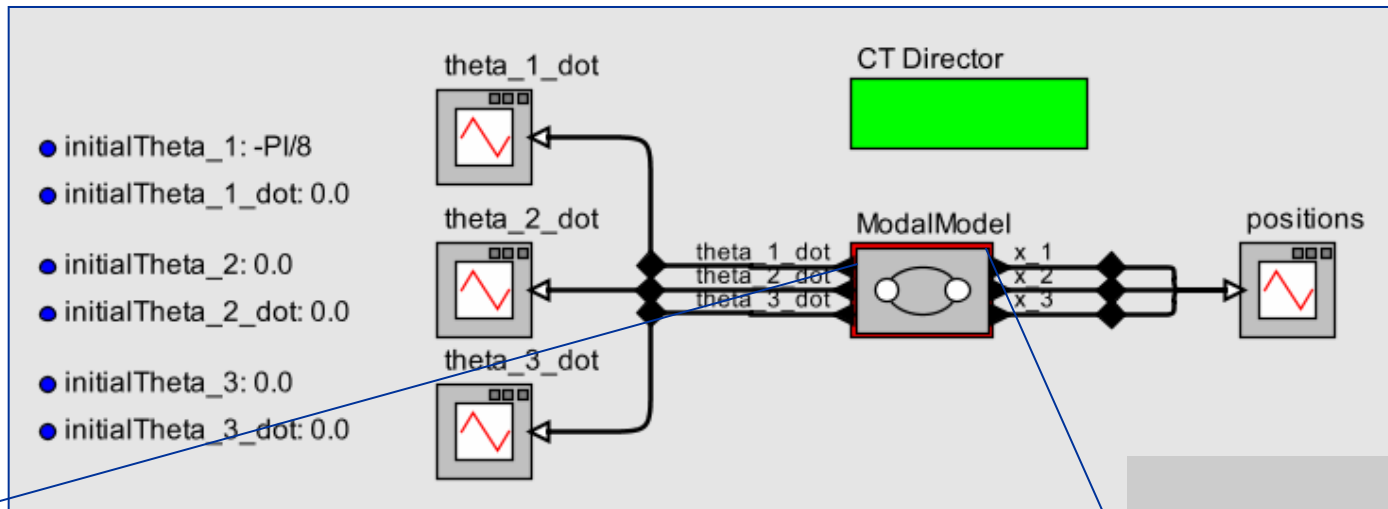 CT Director
theta_1_dot
initialTheta_1: -PI/8
initialTheta_1_dot: 0.0
theta_2_dot
ModalModel
positions
theta_1_dot
x_1
initialTheta_2: 0.0
theta_2_dot
x_2
theta_3_dot
x_3
initialTheta_2_dot: 0.0
theta_3_dot
initialTheta_3: 0.0
initialTheta_3_dot: 0.0